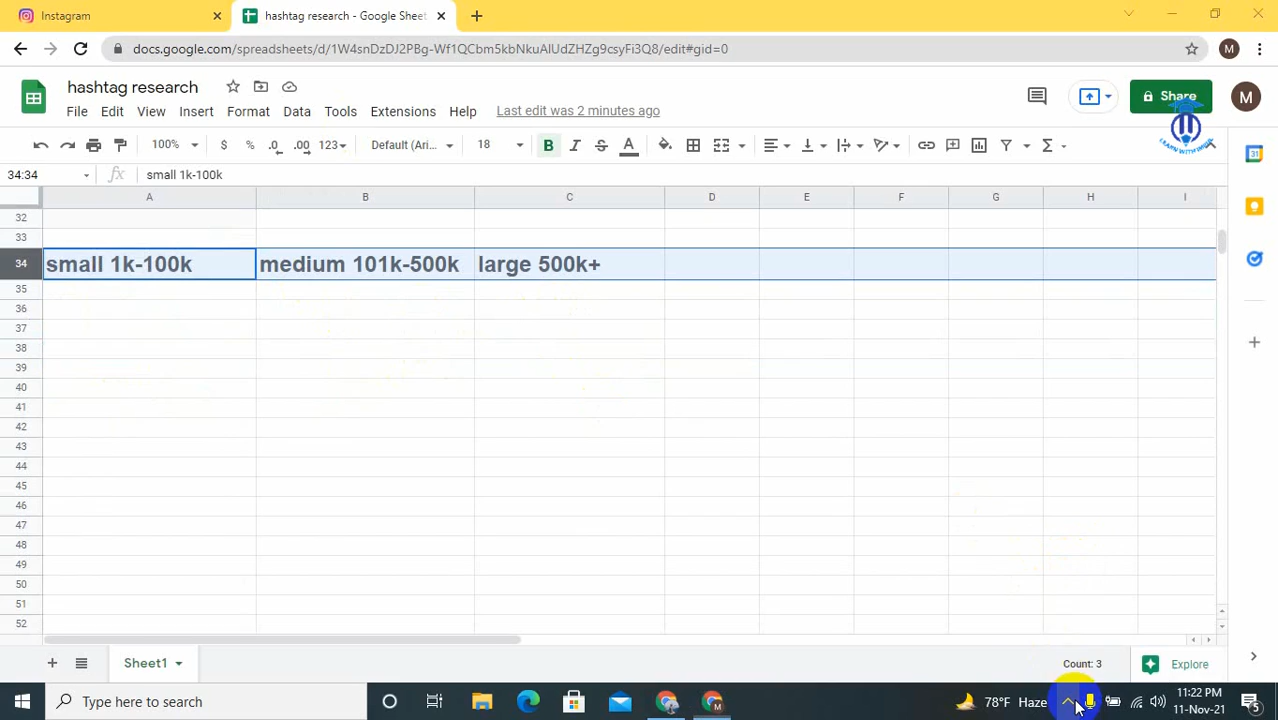 Instagram
hashtag research - Google Sheet
docs.google.com/spreadsheets/d/1W4snDzDJ2PBg-Wf1QCbm5kbNkuAlUdZHZg9csyFi3Q8/edit#gid=0
M
hashtag research
File Edit View Insert Format Data Tools Extensions Help Last edit was 2 minutes ago
Share
M
100% $ % .0 .00 123 Default (Ari... 18 B I S A
34:34 fx small 1k-100k
A B C D E F G H I
32
33
34 small 1k-100k medium 101k-500k large 500k+
35
36
37
38
39
40
41
42
43
44
45
46
47
48
49
50
51
52
Sheet1 Count: 3 Explore
Type here to search
78°F Haze
11:22 PM
11-Nov-21
5